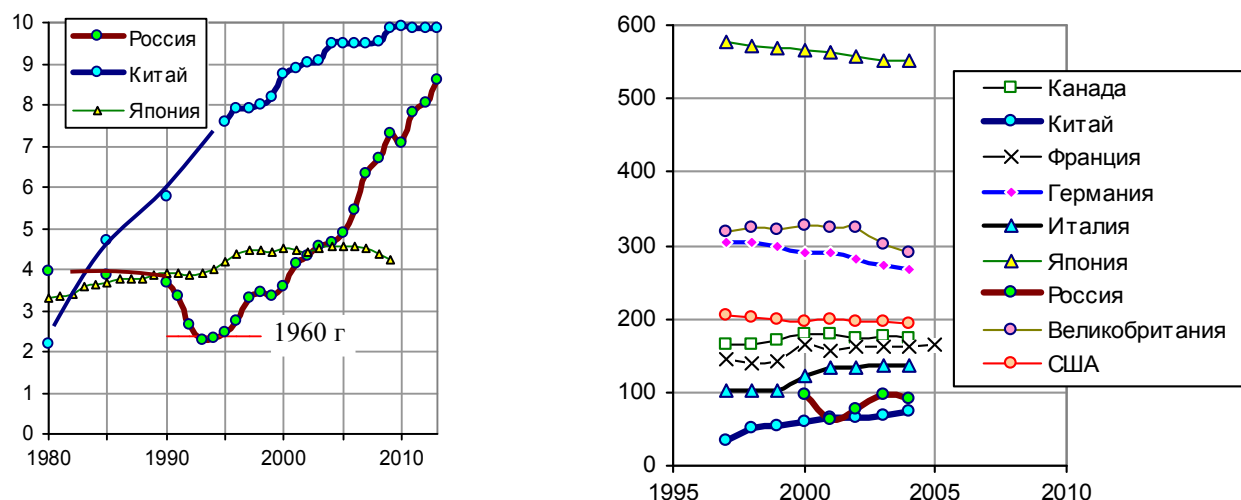 10
9
8
7
6
5
4
3
2
1
0
1980
1990
2000
2010
Россия
Китай
Япония
1960 г
600
500
400
300
200
100
0
1995
2000
2005
2010
Канада
Китай
Франция
Германия
Италия
Япония
Россия
Великобритания
США